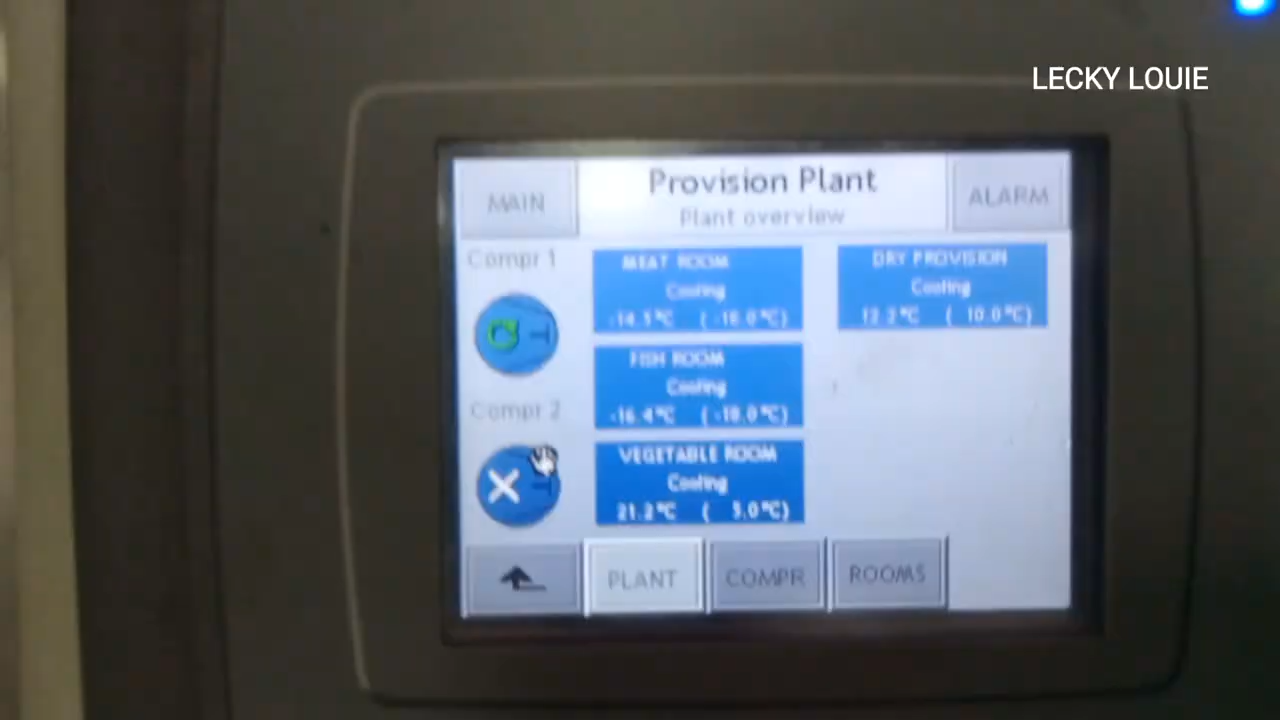 LECKY LOUIE
MAIN
Provision Plant
Plant overview
ALARM
Compr 1
MEAT ROOM
Cooling
-14.5°C (-18.0°C)
DRY PROVISION
Cooling
12.2°C ( 10.0°C)
FISH ROOM
Cooling
-16.4°C (-18.0°C)
Compr 2
VEGETABLE ROOM
Cooling
21.2°C ( 5.0°C)
PLANT
COMPR
ROOMS